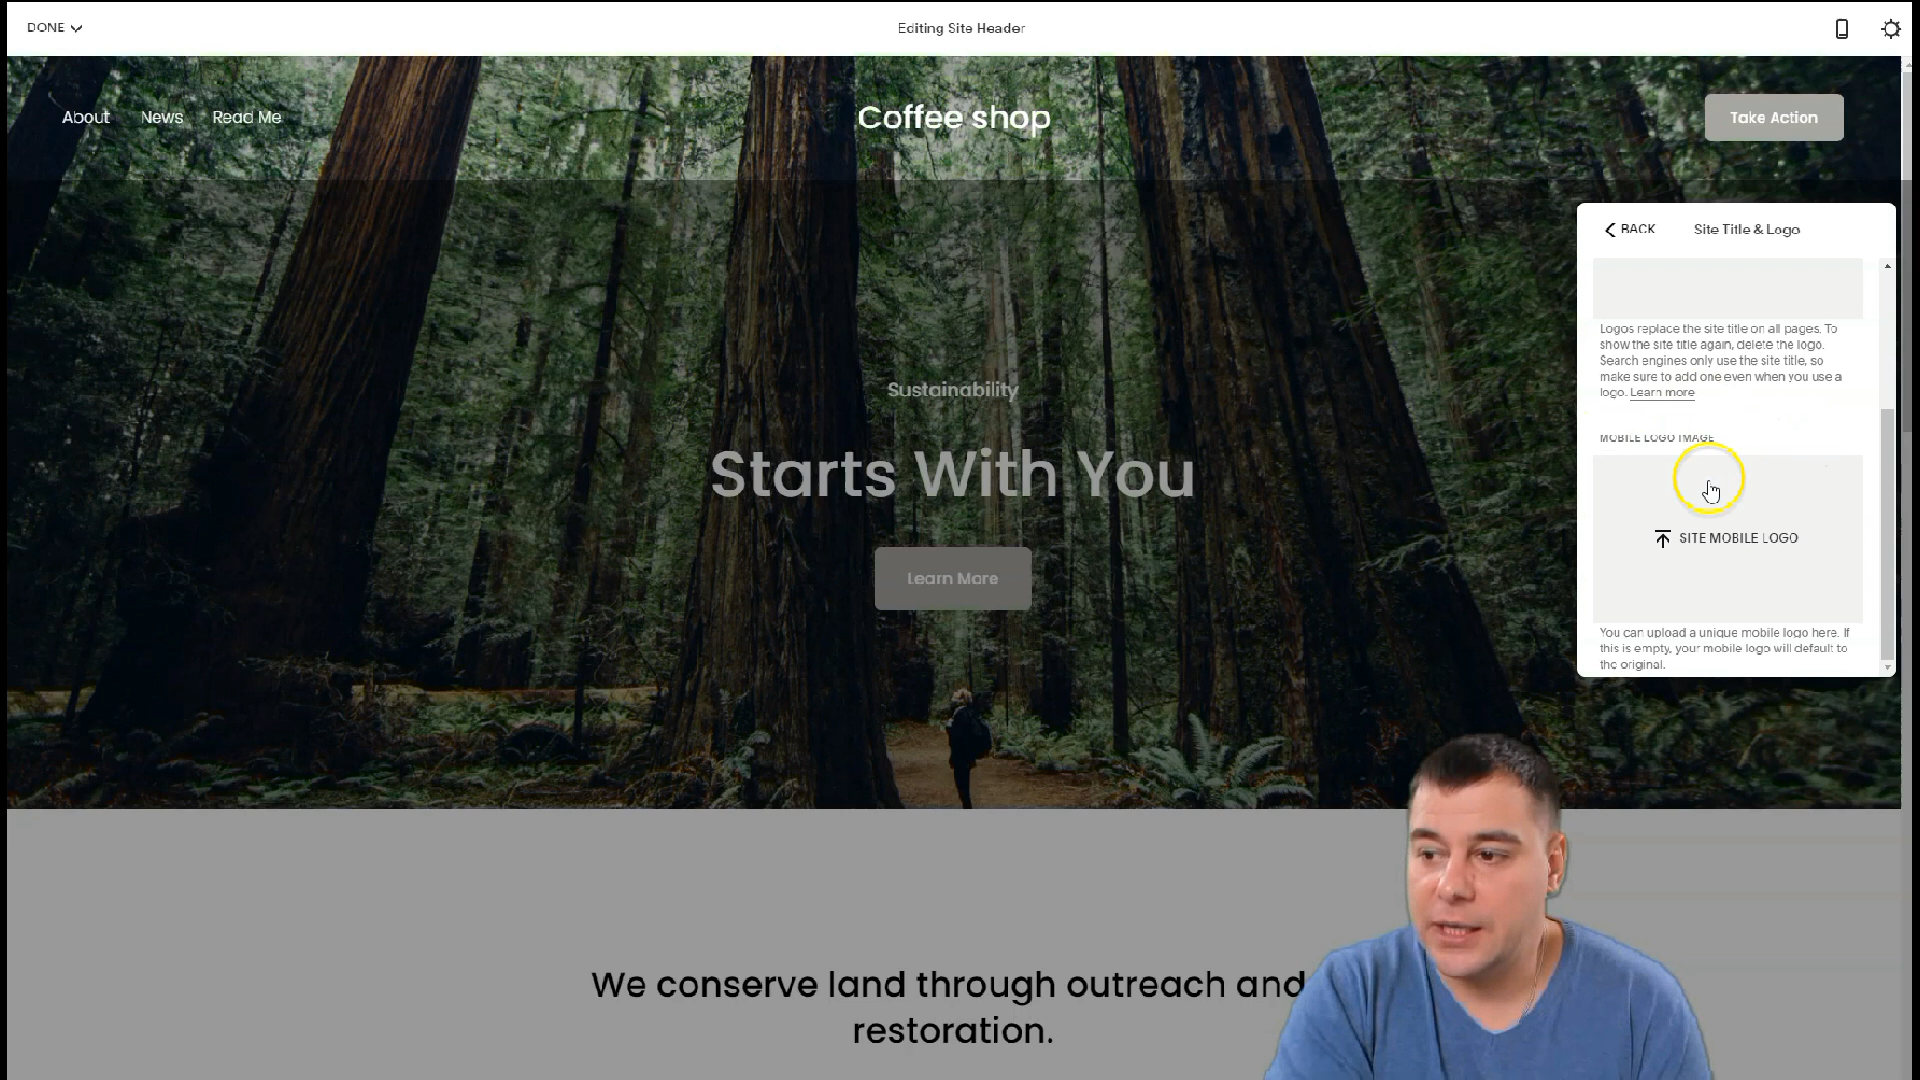 DONE
Editing Site Header
About News Read Me
Coffee shop
Take Action
BACK
Site Title & Logo
Logos replace the site title on all pages. To
show the site title again, delete the logo.
Search engines only use the site title, so
make sure to add one even when you use a
logo. Learn more
MOBILE LOGO IMAGE
SITE MOBILE LOGO
You can upload a unique mobile logo here. If
this is empty, your mobile logo will default to
the original.
Sustainability
Starts With You
Learn More
We conserve land through outreach and
restoration.